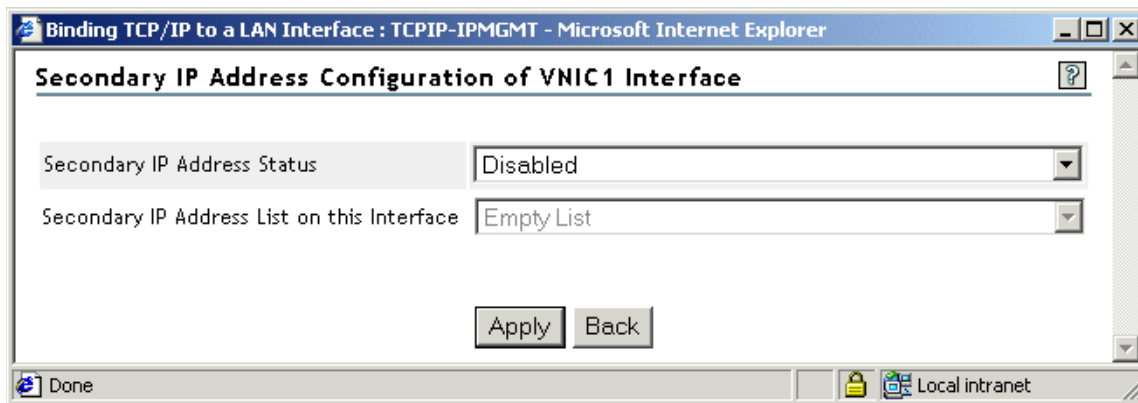 Binding TCP/IP to a LAN Interface : TCPIP-IPMGMT - Microsoft Internet Explorer
Secondary IP Address Configuration of VNIC1 Interface ?
Secondary IP Address Status Disabled
Secondary IP Address List on this Interface Empty List
Apply Back
Done Local intranet